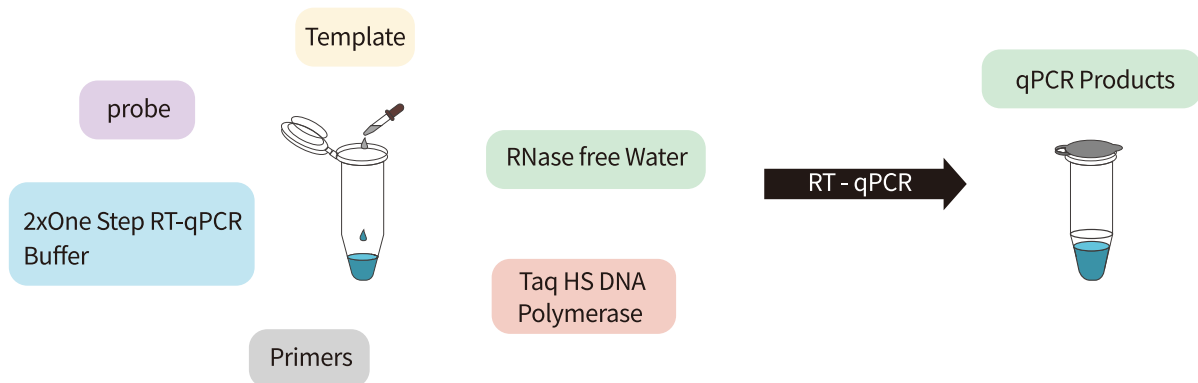 Template
probe
2xOne Step RT-qPCR
Buffer
Primers
RNase free Water
Taq HS DNA
Polymerase
RT - qPCR
qPCR Products